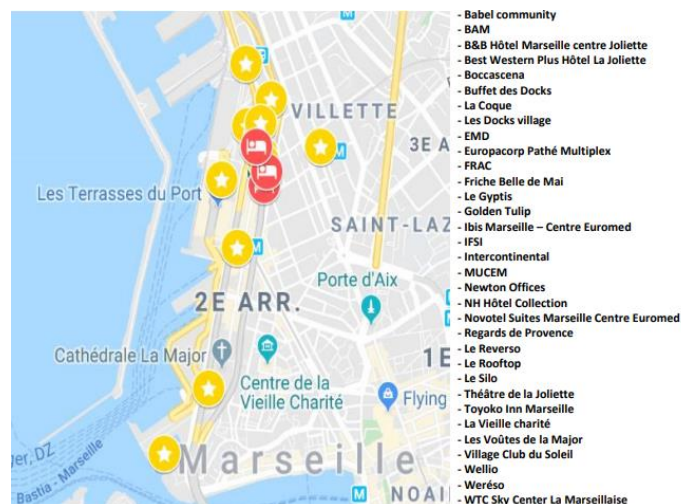 M
VILLETTE
M
3E A
Les Terrasses du Port
SAINT-LAZ
M
Porte d'Aix
2E ARR.
Cathédrale La Major
1E
Centre de la
Vieille Charité
Flying
er, DZ
Bastia - Marseille
Marseille
M
NOAI
- Babel community
- BAM
- B&B Hôtel Marseille centre Joliette
- Best Western Plus Hôtel La Joliette
- Boccascena
- Buffet des Docks
- La Coque
- Les Docks village
- EMD
- Europacorp Pathé Multiplex
- FRAC
- Friche Belle de Mai
- Le Gyptis
- Golden Tulip
- Ibis Marseille – Centre Euromed
- IFSI
- Intercontinental
- MUCEM
- Newton Offices
- NH Hôtel Collection
- Novotel Suites Marseille Centre Euromed
- Regards de Provence
- Le Reverso
- Le Rooftop
- Le Silo
- Théâtre de la Joliette
- Toyoko Inn Marseille
- La Vieille charité
- Les Voûtes de la Major
- Village Club du Soleil
- Wellio
- Weréso
- WTC Sky Center La Marseillaise